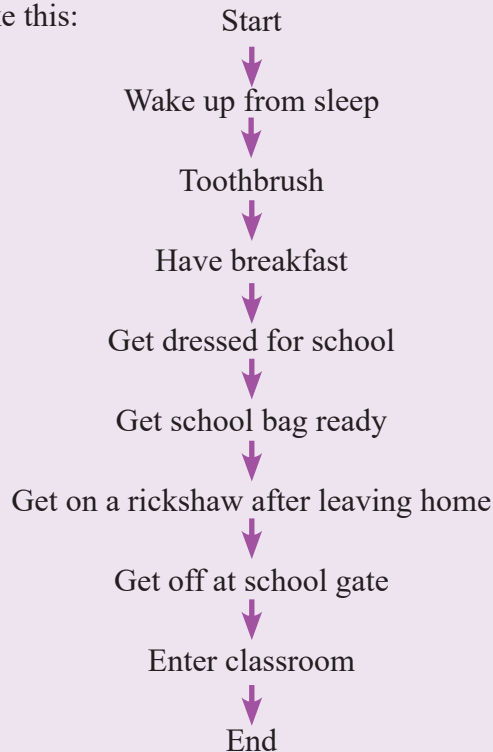 ke this:
Start
Wake up from sleep
Toothbrush
Have breakfast
Get dressed for school
Get school bag ready
Get on a rickshaw after leaving home
Get off at school gate
Enter classroom
End